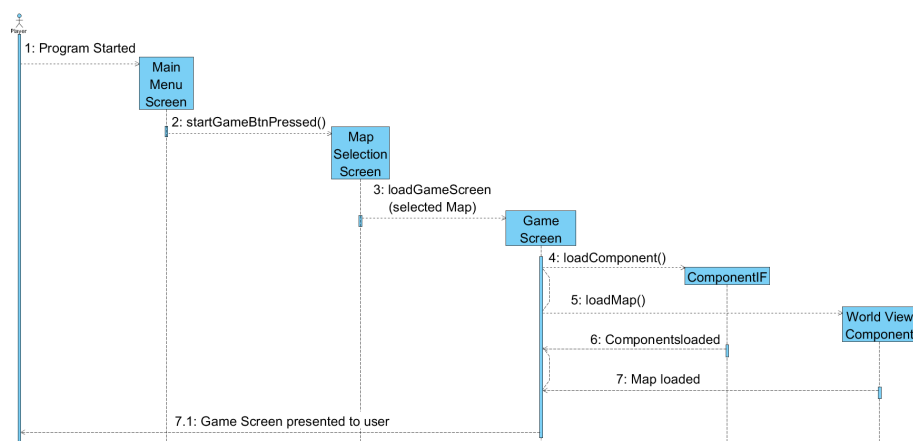 Player
1: Program Started
Main
Menu
Screen
2: startGameBtnPressed()
Map
Selection
Screen
3: loadGameScreen
(selected Map)
Game
Screen
4: loadComponent()
ComponentIF
5: loadMap()
World View
Component
6: Componentsloaded
7: Map loaded
7.1: Game Screen presented to user